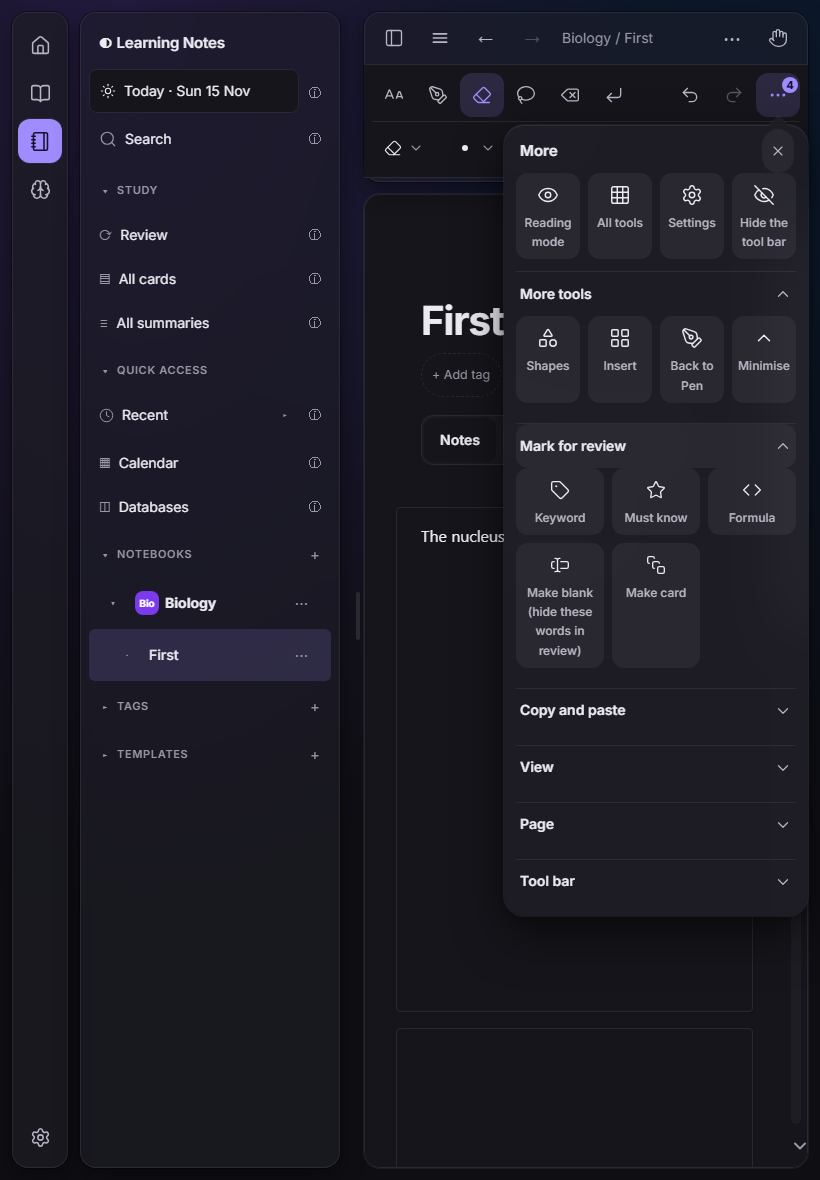 Learning Notes
Today · Sun 15 Nov
Search
STUDY
Review
All cards
All summaries
QUICK ACCESS
Recent
Calendar
Databases
NOTEBOOKS
Bio Biology
First
TAGS
TEMPLATES
Biology / First
AA
4
First
+ Add tag
Notes
The nucleus
More
Reading mode
All tools
Settings
Hide the tool bar
More tools
Shapes
Insert
Back to Pen
Minimise
Mark for review
Keyword
Must know
Formula
Make blank (hide these words in review)
Make card
Copy and paste
View
Page
Tool bar